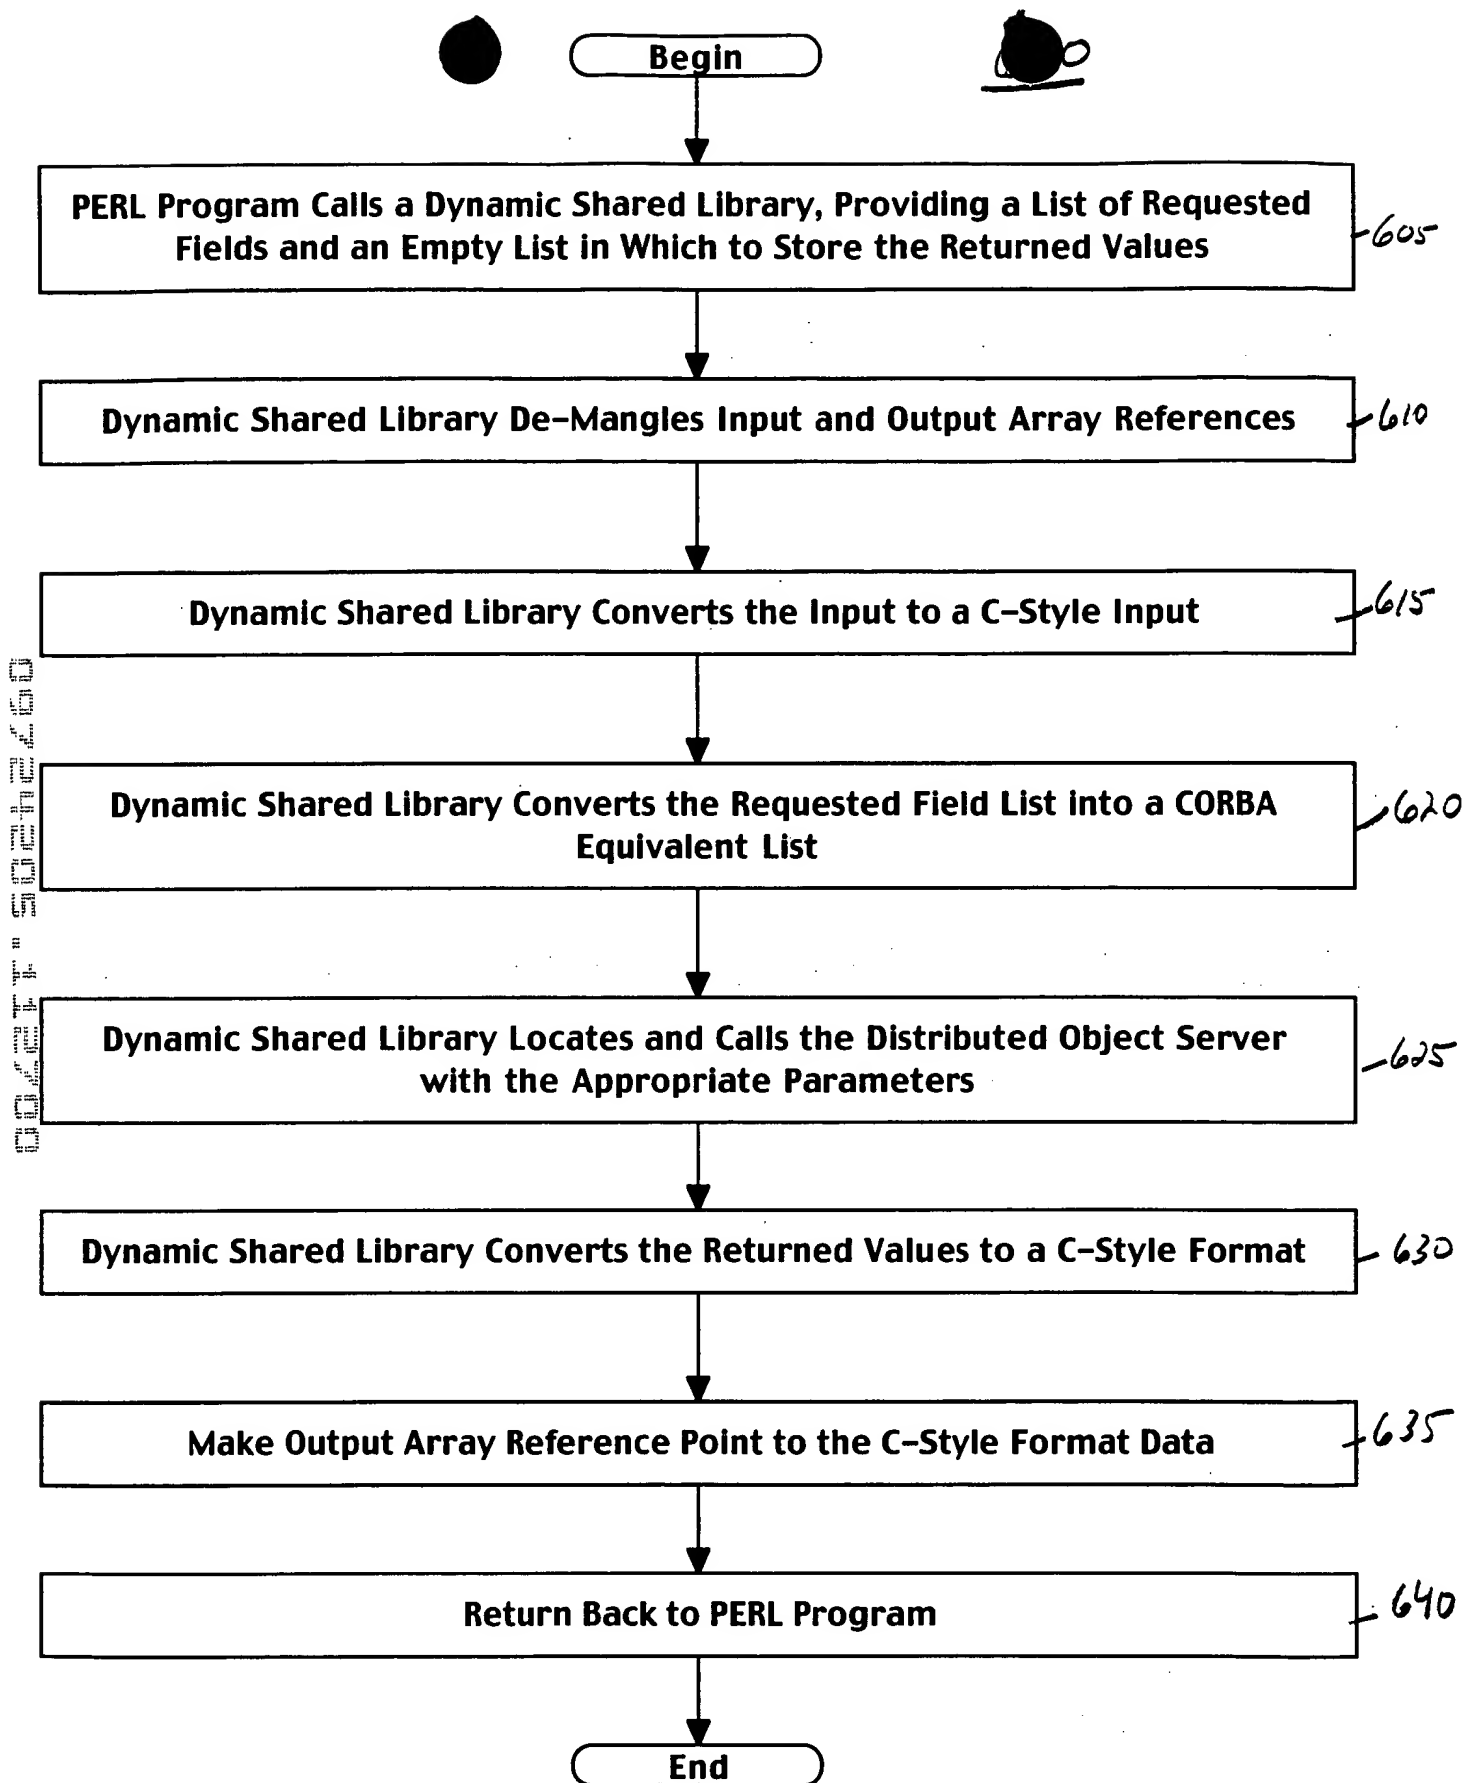 Begin
PERL Program Calls a Dynamic Shared Library, Providing a List of Requested
Fields and an Empty List in Which to Store the Returned Values
605
Dynamic Shared Library De-Mangles Input and Output Array References
610
Dynamic Shared Library Converts the Input to a C-Style Input
615
Dynamic Shared Library Converts the Requested Field List into a CORBA
Equivalent List
620
Dynamic Shared Library Locates and Calls the Distributed Object Server
with the Appropriate Parameters
625
Dynamic Shared Library Converts the Returned Values to a C-Style Format
630
Make Output Array Reference Point to the C-Style Format Data
635
Return Back to PERL Program
640
End